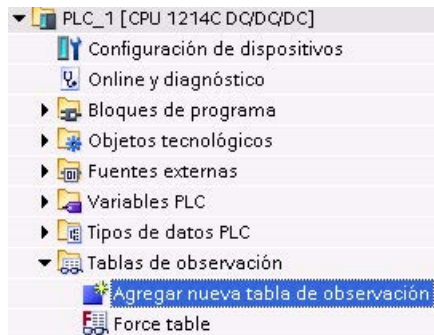 PLC_1 [CPU 1214C DC/DC/DC]
Configuración de dispositivos
Online y diagnóstico
Bloques de programa
Objetos tecnológicos
Fuentes externas
Variables PLC
Tipos de datos PLC
Tablas de observación
Agregar nueva tabla de observación
Force table